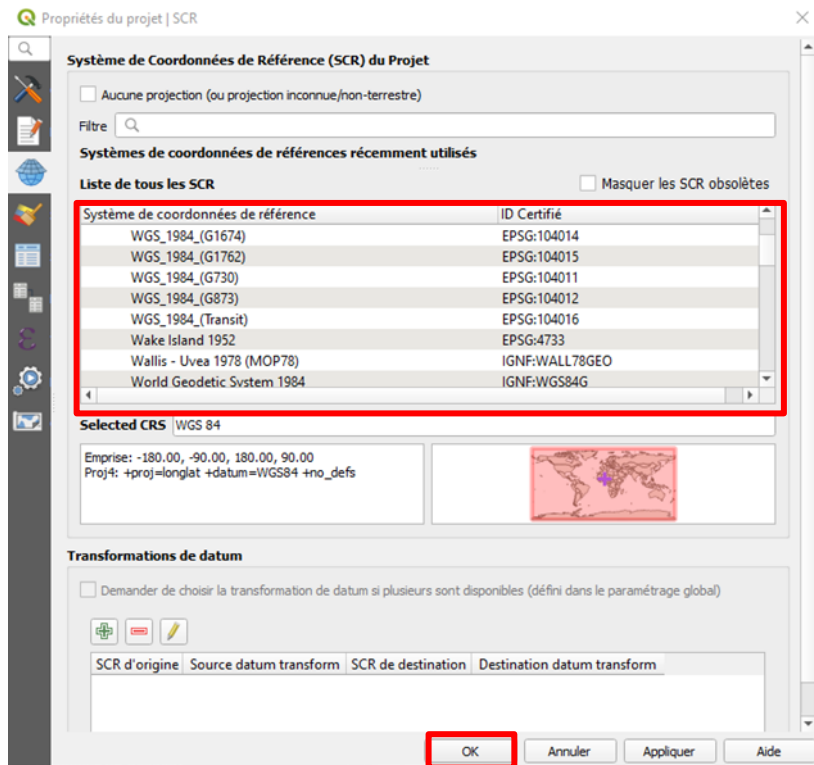 Propriétés du projet | SCR
Système de Coordonnées de Référence (SCR) du Projet
Aucune projection (ou projection inconnue/non-terrestre)
Filtre
Systèmes de coordonnées de références récemment utilisés
Liste de tous les SCR Masquer les SCR obsolètes
Système de coordonnées de référence ID Certifié
WGS_1984_(G1674) EPSG:104014
WGS_1984_(G1762) EPSG:104015
WGS_1984_(G730) EPSG:104011
WGS_1984_(G873) EPSG:104012
WGS_1984_(Transit) EPSG:104016
Wake Island 1952 EPSG:4733
Wallis - Uvea 1978 (MOP78) IGNF:WALL78GEO
World Geodetic System 1984 IGNF:WGS84G
Selected CRS WGS 84
Emprise: -180.00, -90.00, 180.00, 90.00
Proj4: +proj=longlat +datum=WGS84 +no_defs
Transformations de datum
Demander de choisir la transformation de datum si plusieurs sont disponibles (défini dans le paramétrage global)
SCR d'origine Source datum transform SCR de destination Destination datum transform
OK Annuler Appliquer Aide